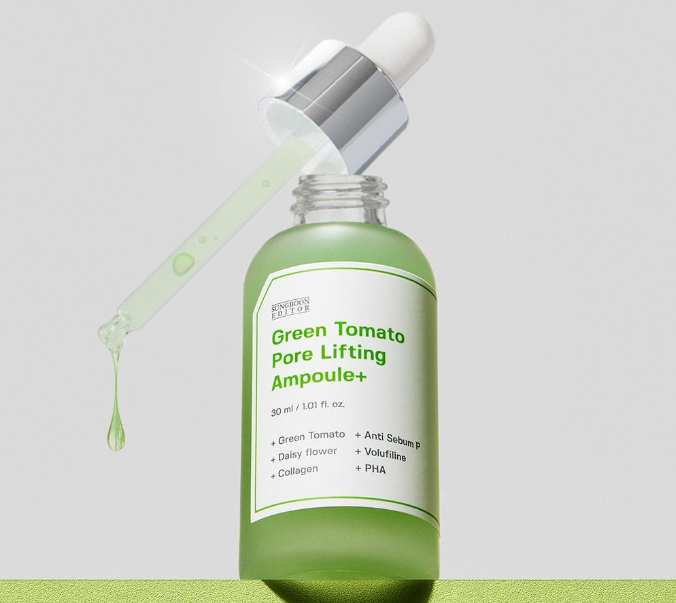 SUNGBOON
EDITOR
Green Tomato
Pore Lifting
Ampoule+
30 ml / 1.01 fl. oz.
+ Green Tomato + Anti Sebum P
+ Daisy flower + Volufiline
+ Collagen + PHA